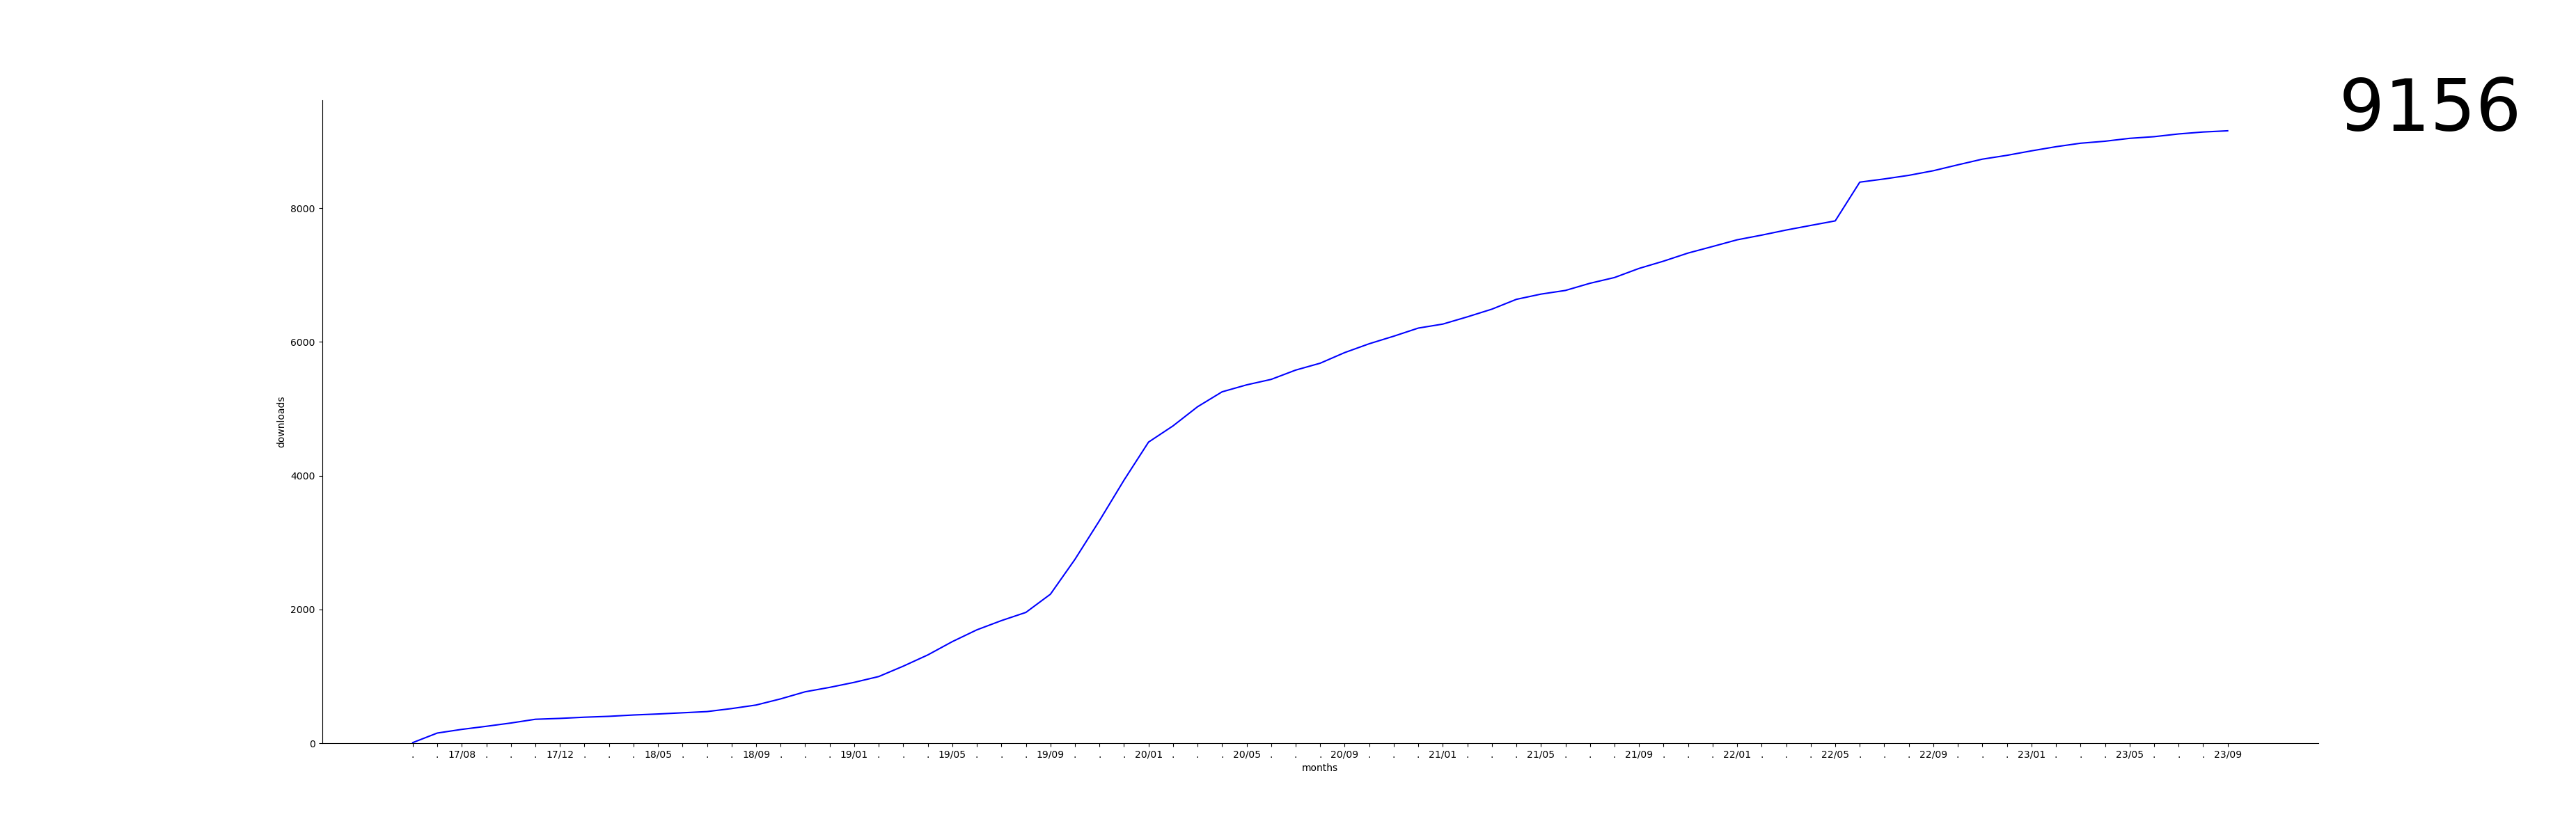 9156
8000
6000
4000
2000
0
downloads
. . 17/08 . . . 17/12 . . . 18/05 . . . 18/09 . . . 19/01 . . . 19/05 . . . 19/09 . . . 20/01 . . . 20/05 . . . 20/09 . . . 21/01 . . . 21/05 . . . 21/09 . . . 22/01 . . . 22/05 . . . 22/09 . . . 23/01 . . . 23/05 . . . 23/09
months